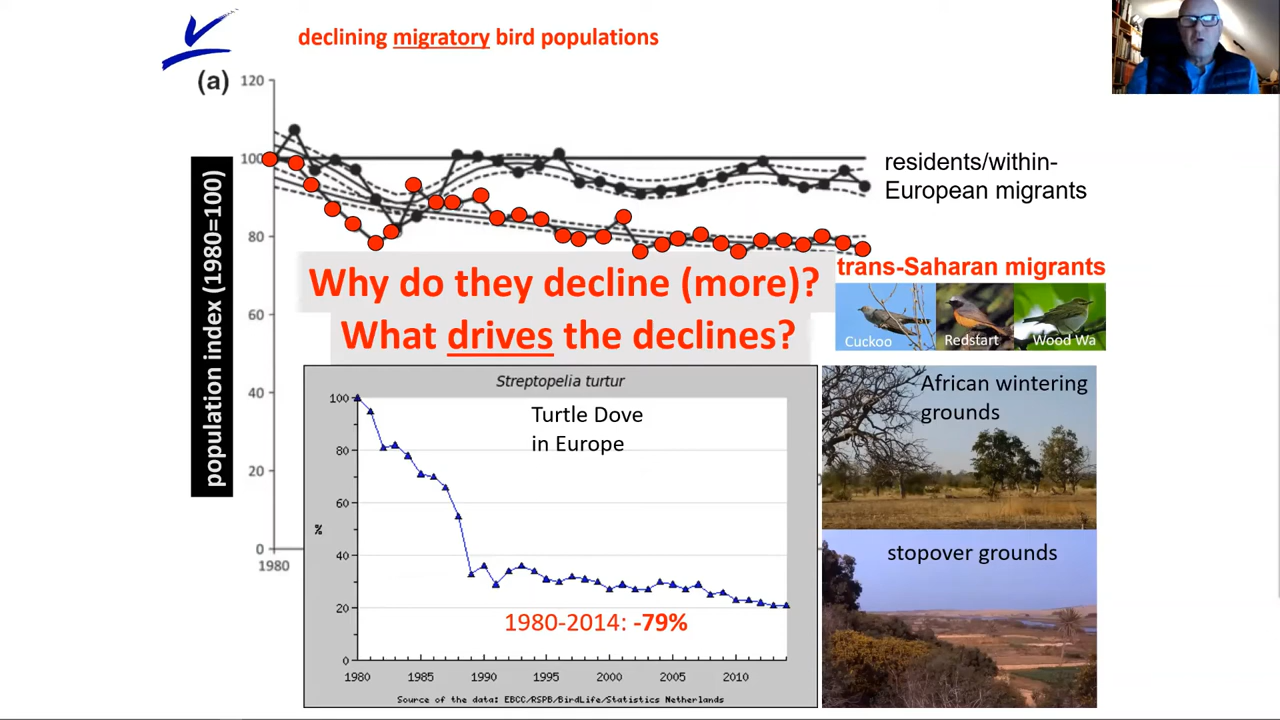 declining migratory bird populations
(a)
120
100
80
60
40
20
0
1980
population index (1980=100)
residents/within-
European migrants
trans-Saharan migrants
Why do they decline (more)?
What drives the declines?
Cuckoo
Redstart
Wood Wa
Streptopelia turtur
Turtle Dove
in Europe
%
100
80
60
40
20
0
1980
1985
1990
1995
2000
2005
2010
1980-2014: -79%
Source of the data: EBCC/RSPB/BirdLife/Statistics Netherlands
African wintering
grounds
stopover grounds